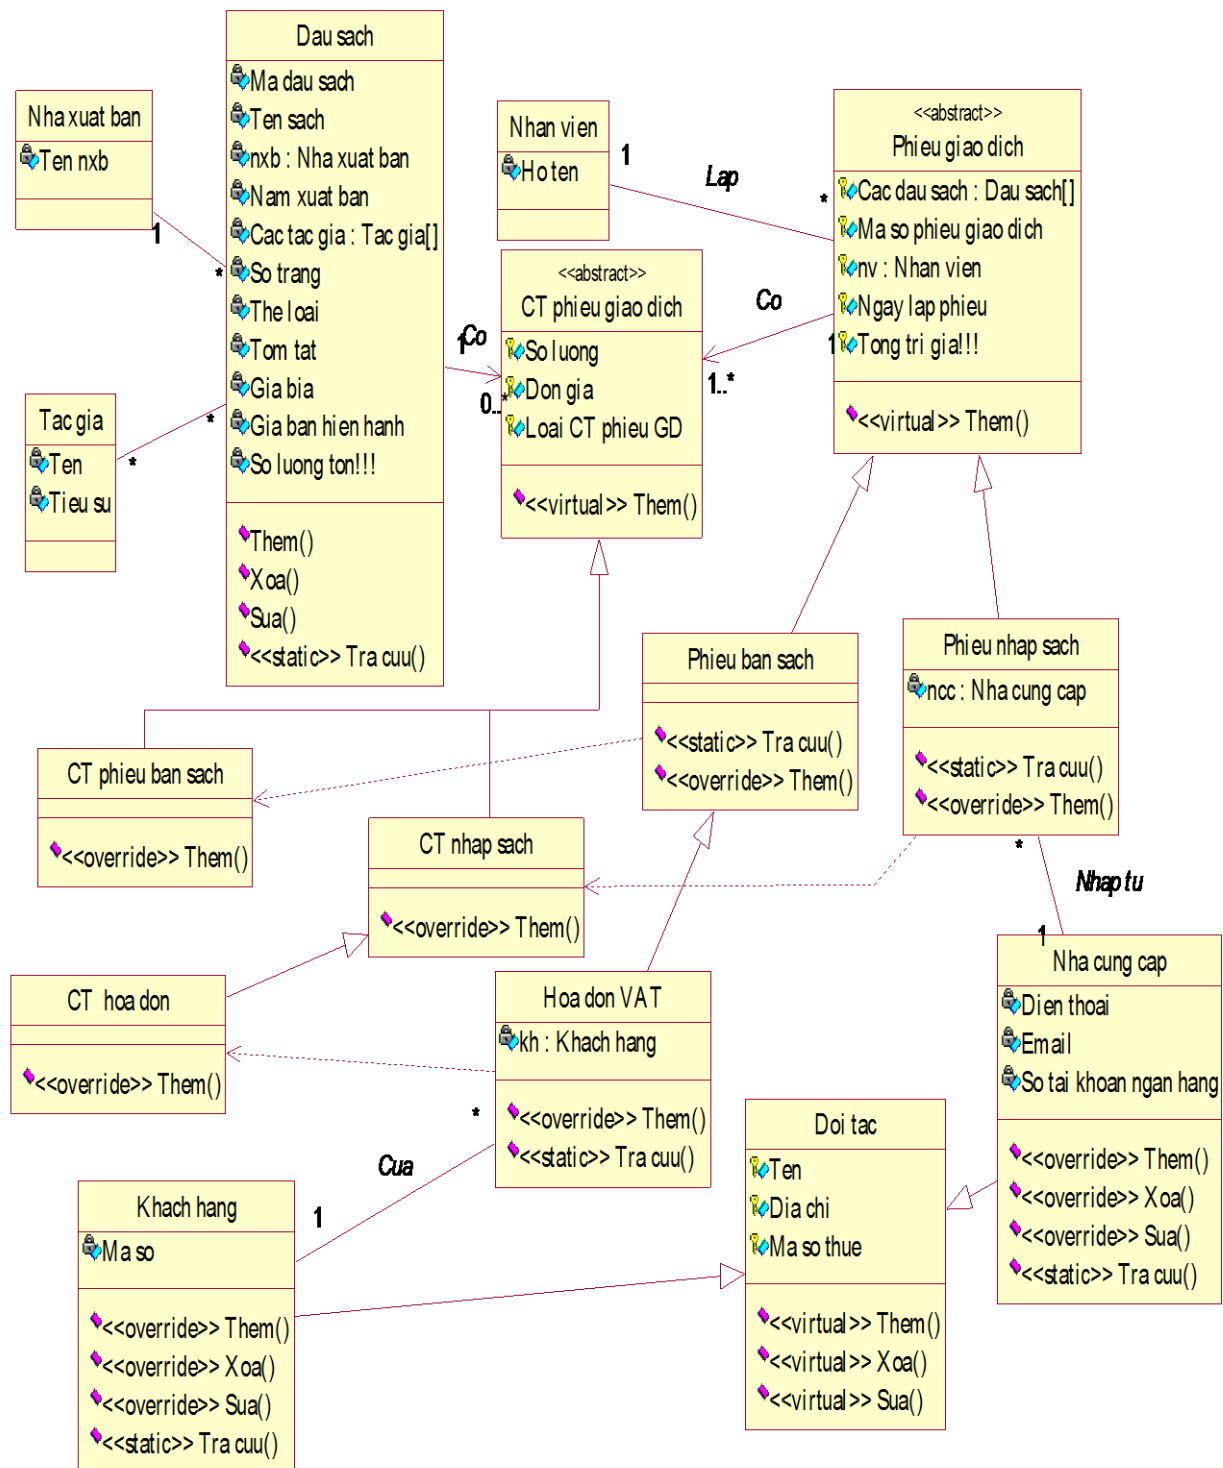 Dau sach
Ma dau sach
Ten sach
nxb : Nha xuat ban
Nam xuat ban
Cac tac gia : Tac gia[]
So trang
The loai
Tom tat
Gia bia
Gia ban hien hanh
So luong ton!!!
Them()
Xoa()
Sua()
<<static>> Tra cuu()
Nha xuat ban
Ten nxb
1
*
Tac gia
Ten
Tieu su
*
*
Nhan vien
Ho ten
1
Lap
*
<<abstract>>
Phieu giao dich
Cac dau sach : Dau sach[]
Ma so phieu giao dich
nv : Nhan vien
Ngay lap phieu
Tong tri gia!!!
<<virtual>> Them()
<<abstract>>
CT phieu giao dich
So luong
Don gia
Loai CT phieu GD
<<virtual>> Them()
1
Co
0..*
Co
1
1..*
Phieu ban sach
<<static>> Tra cuu()
<<override>> Them()
Phieu nhap sach
ncc : Nha cung cap
<<static>> Tra cuu()
<<override>> Them()
CT phieu ban sach
<<override>> Them()
CT nhap sach
<<override>> Them()
*
Nhap tu
1
CT hoa don
<<override>> Them()
Hoa don VAT
kh : Khach hang
<<override>> Them()
<<static>> Tra cuu()
Nha cung cap
Dien thoai
Email
So tai khoan ngan hang
<<override>> Them()
<<override>> Xoa()
<<override>> Sua()
<<static>> Tra cuu()
*
Cua
1
Doi tac
Ten
Dia chi
Ma so thue
<<virtual>> Them()
<<virtual>> Xoa()
<<virtual>> Sua()
Khach hang
Ma so
<<override>> Them()
<<override>> Xoa()
<<override>> Sua()
<<static>> Tra cuu()